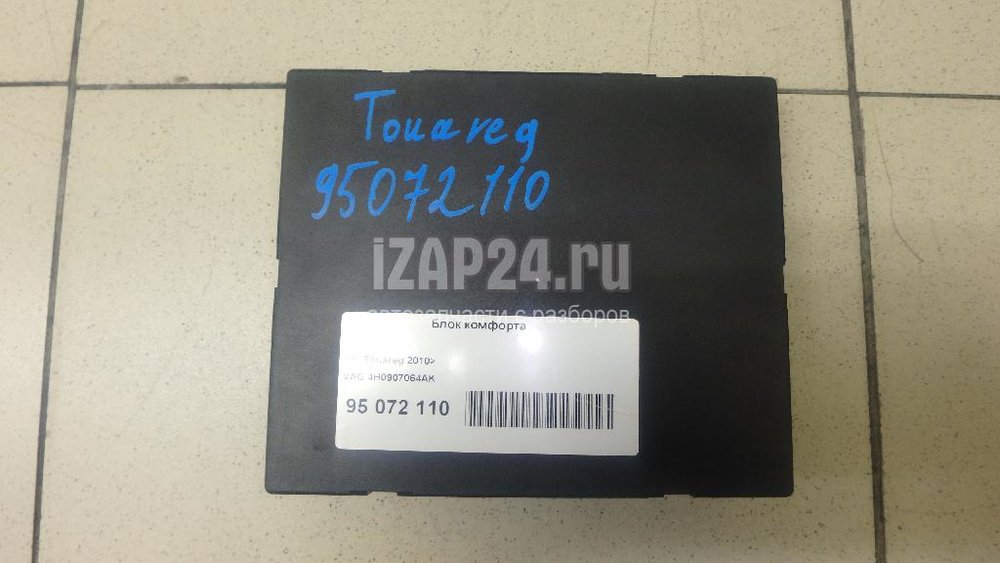 Touareg
95072110
iZAP24.ru
автозапчасти с разборов
Блок комфорта
Touareg 2010>
VAG 4H0907064AK
95 072 110